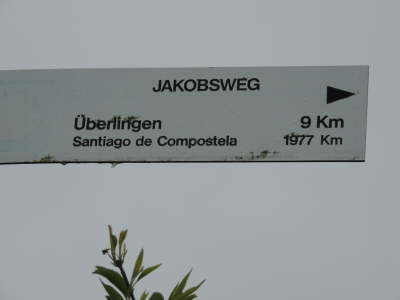 JAKOBSWEG
Überlingen 9 Km
Santiago de Compostela 1977 Km